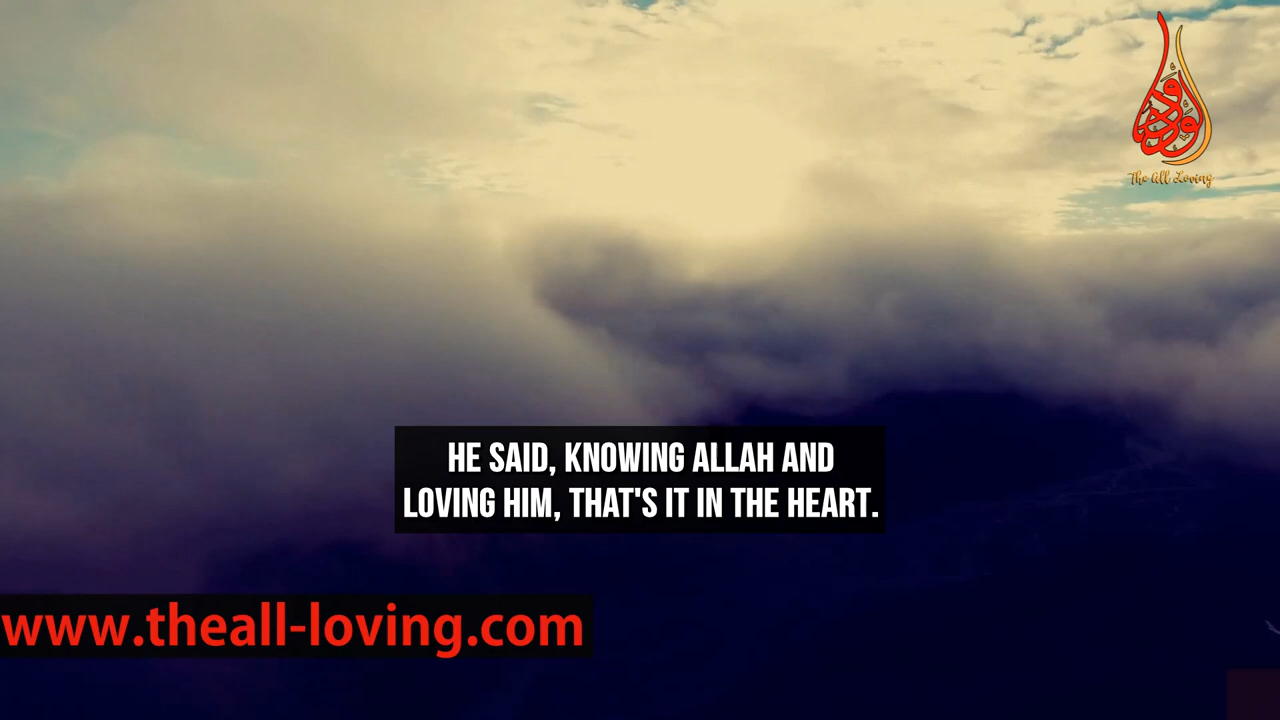 The All Loving
HE SAID, KNOWING ALLAH AND
LOVING HIM, THAT'S IT IN THE HEART.
www.theall-loving.com